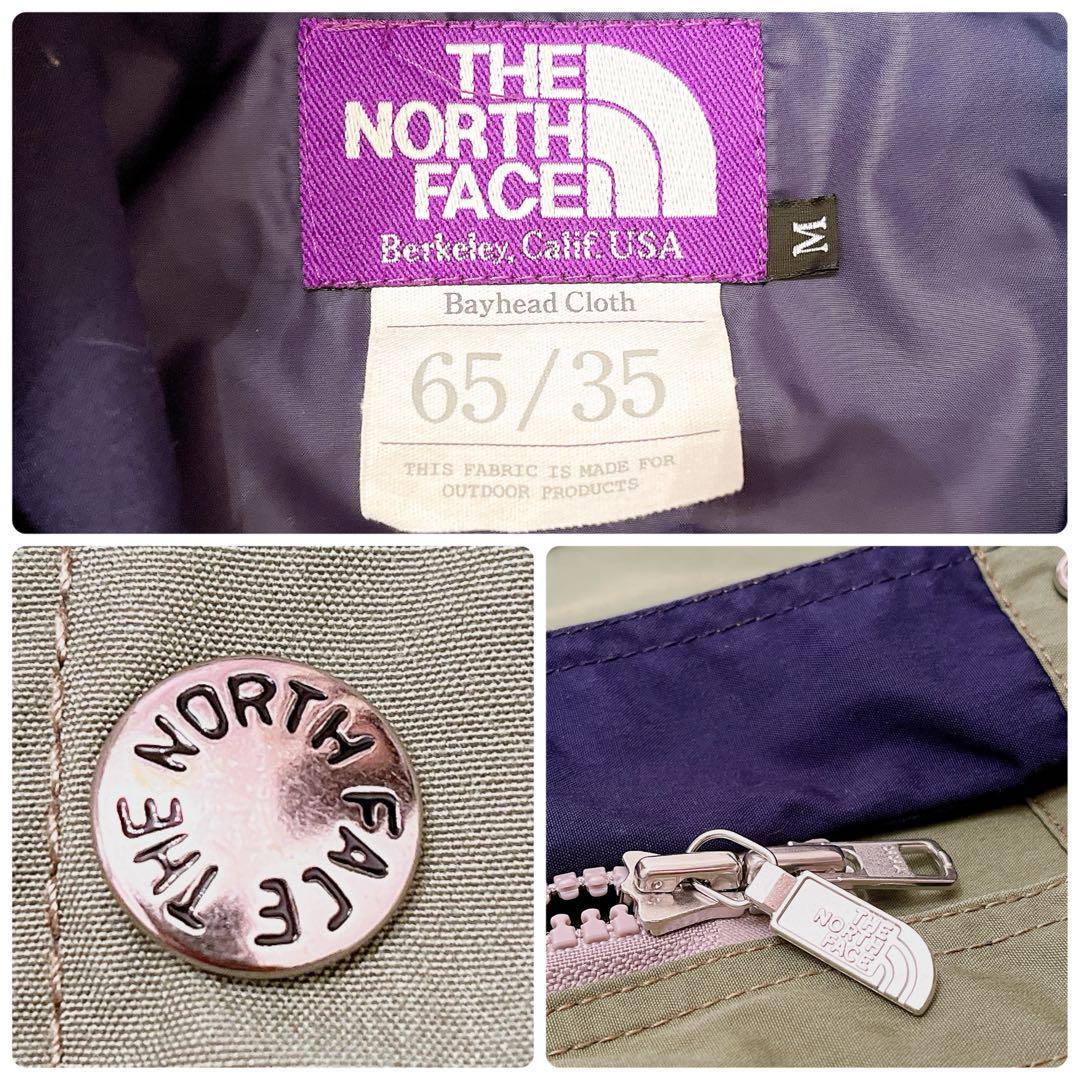 THE
NORTH
FACE
Berkeley, Calif. USA
M
Bayhead Cloth
65/35
THIS FABRIC IS MADE FOR
OUTDOOR PRODUCTS
THE NORTH FACE
THE
NORTH
FACE